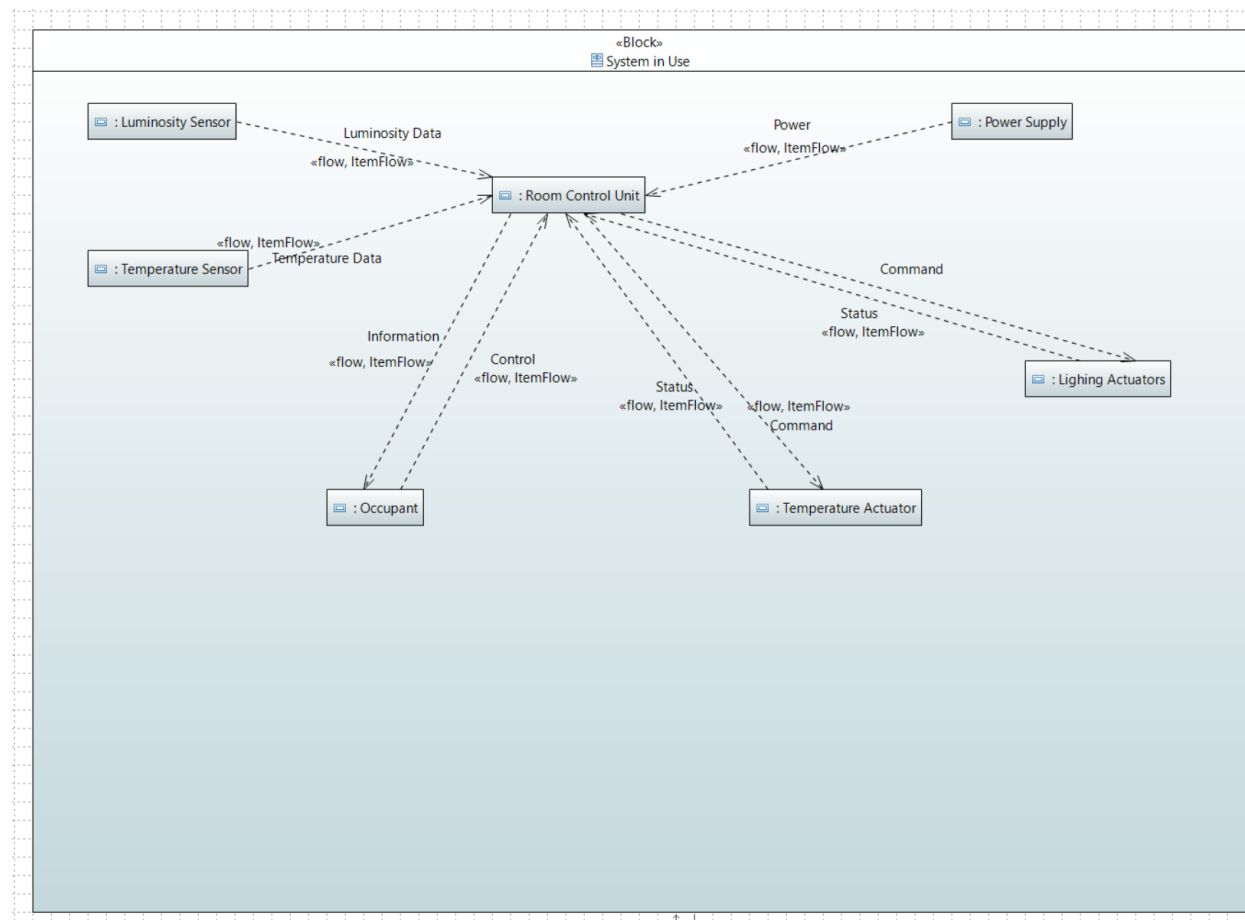 «Block»
System in Use
: Luminosity Sensor
Luminosity Data
«flow, ItemFlow»
Power
«flow, ItemFlow»
: Power Supply
: Room Control Unit
«flow, ItemFlow»
Temperature Data
: Temperature Sensor
Command
Status
«flow, ItemFlow»
: Lighing Actuators
Information
«flow, ItemFlow»
Control
«flow, ItemFlow»
Status
«flow, ItemFlow»
«flow, ItemFlow»
Command
: Occupant
: Temperature Actuator